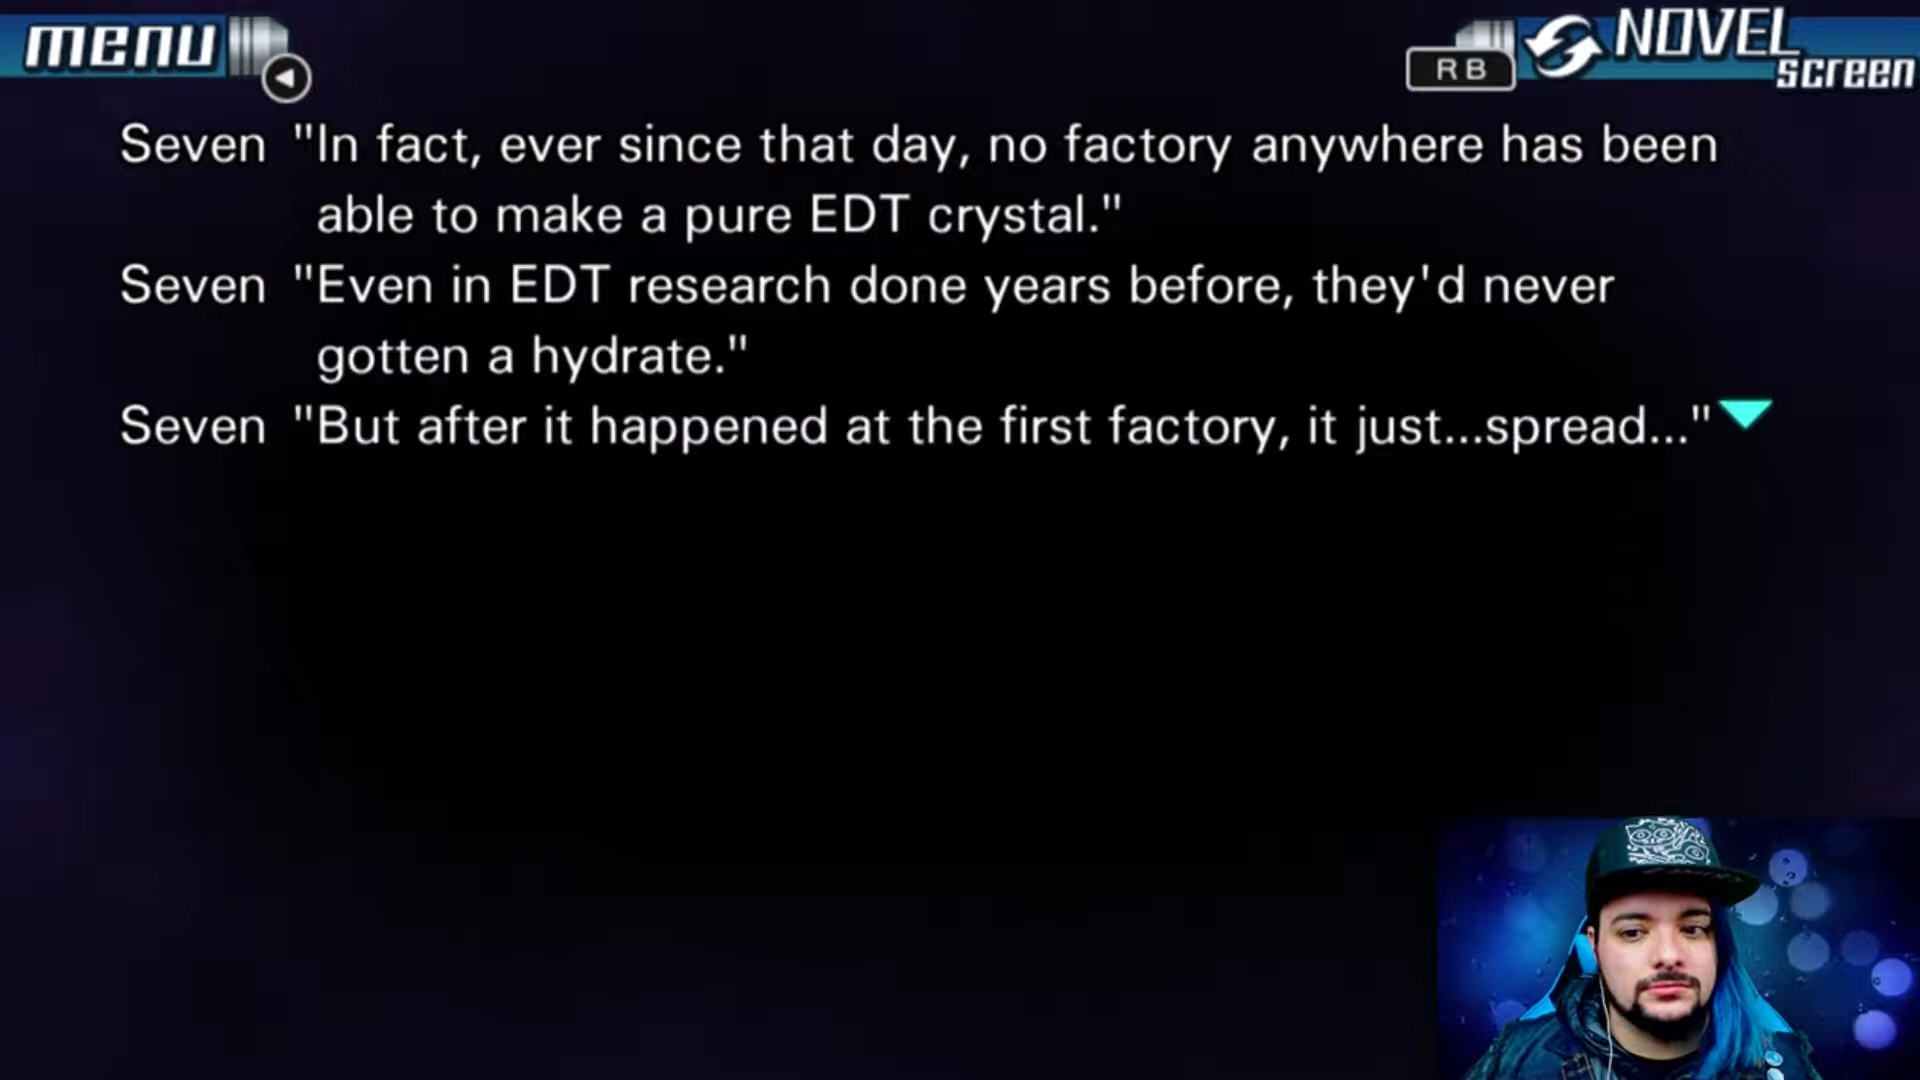 menu
RB
NOVEL
screen
Seven "In fact, ever since that day, no factory anywhere has been
able to make a pure EDT crystal."
Seven "Even in EDT research done years before, they'd never
gotten a hydrate."
Seven "But after it happened at the first factory, it just...spread..."